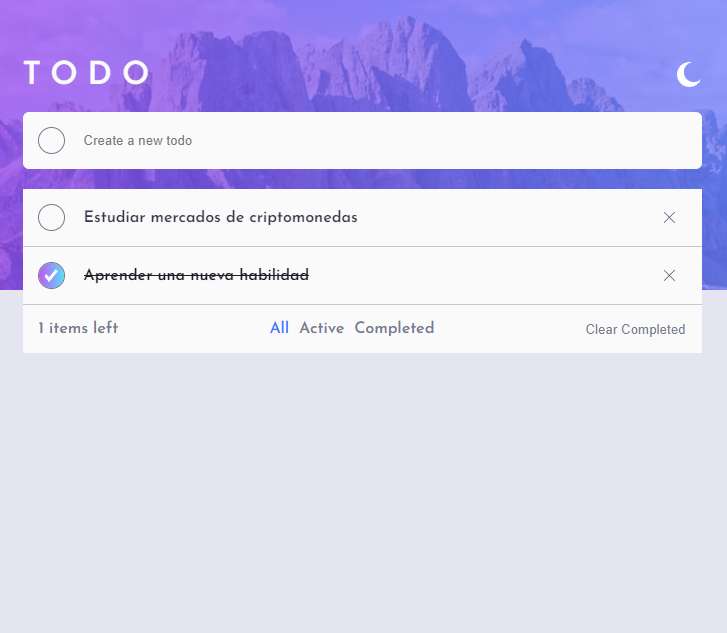 TODO
Create a new todo
Estudiar mercados de criptomonedas
Aprender una nueva habilidad
1 items left All Active Completed Clear Completed